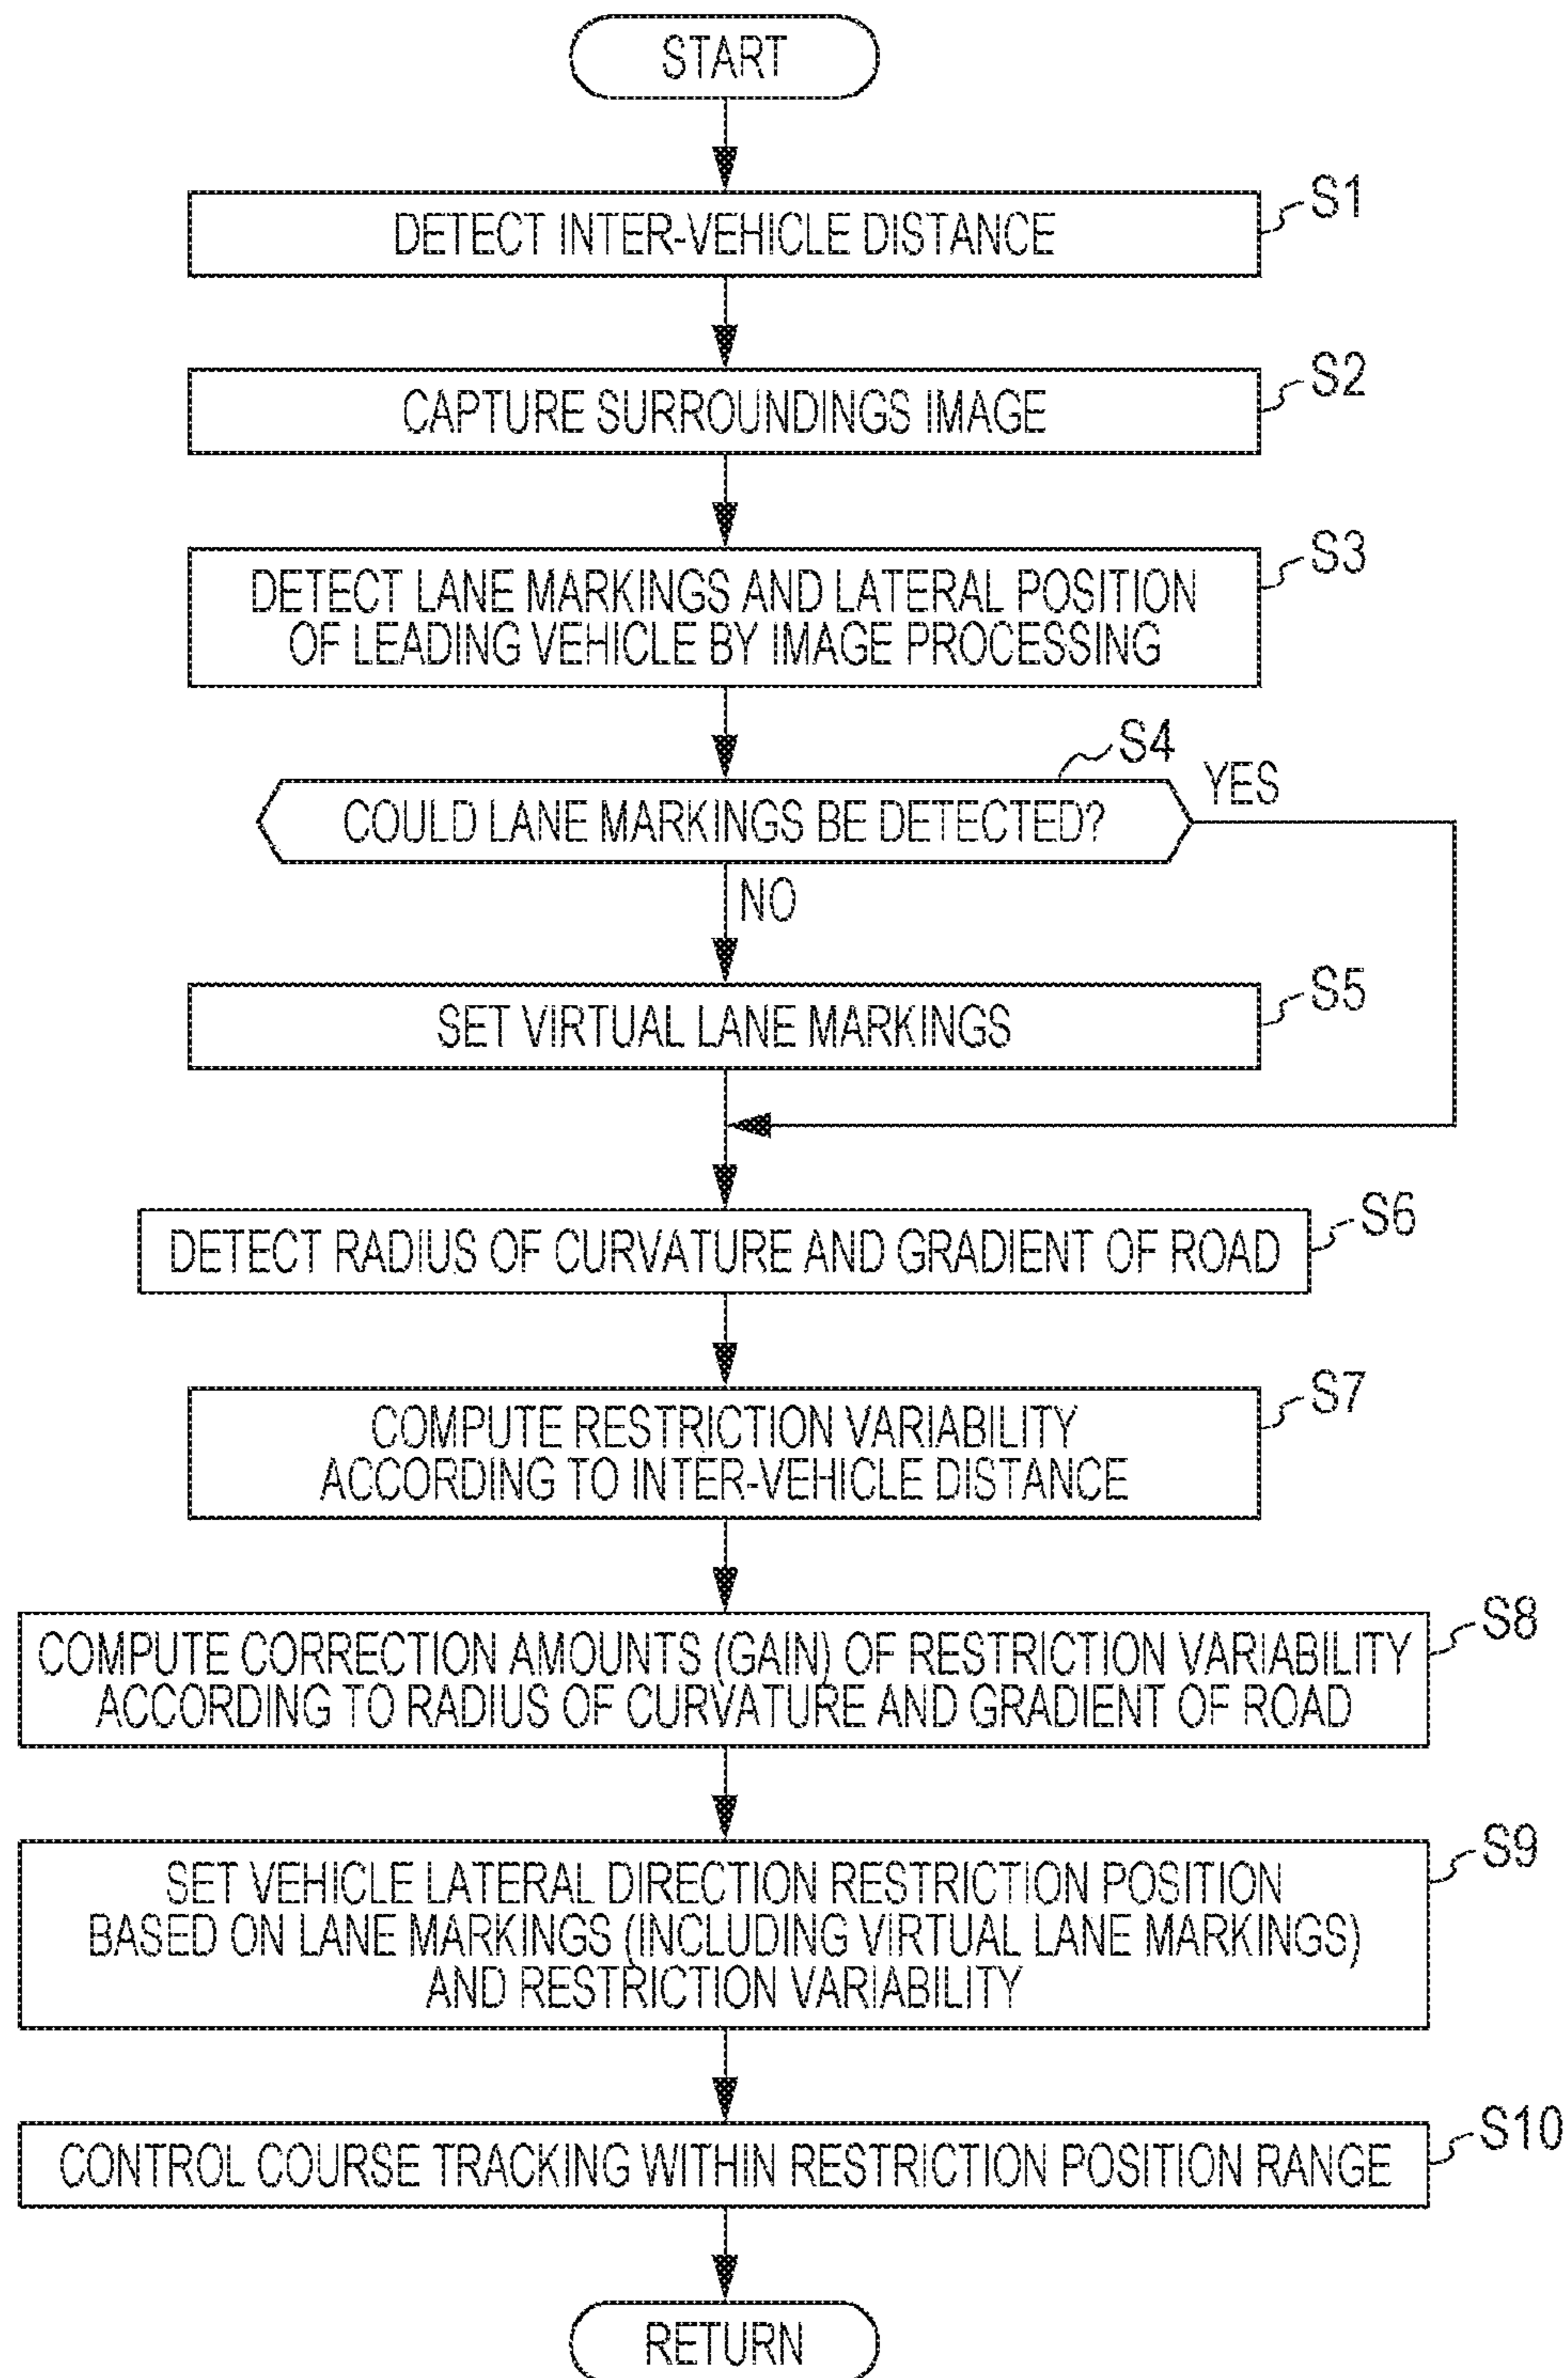 START
S1
DETECT INTER-VEHICLE DISTANCE
S2
CAPTURE SURROUNDINGS IMAGE
S3
DETECT LANE MARKINGS AND LATERAL POSITION
OF LEADING VEHICLE BY IMAGE PROCESSING
S4
COULD LANE MARKINGS BE DETECTED?
YES
NO
S5
SET VIRTUAL LANE MARKINGS
S6
DETECT RADIUS OF CURVATURE AND GRADIENT OF ROAD
S7
COMPUTE RESTRICTION VARIABILITY
ACCORDING TO INTER-VEHICLE DISTANCE
S8
COMPUTE CORRECTION AMOUNTS (GAIN) OF RESTRICTION VARIABILITY
ACCORDING TO RADIUS OF CURVATURE AND GRADIENT OF ROAD
S9
SET VEHICLE LATERAL DIRECTION RESTRICTION POSITION
BASED ON LANE MARKINGS (INCLUDING VIRTUAL LANE MARKINGS)
AND RESTRICTION VARIABILITY
S10
CONTROL COURSE TRACKING WITHIN RESTRICTION POSITION RANGE
RETURN